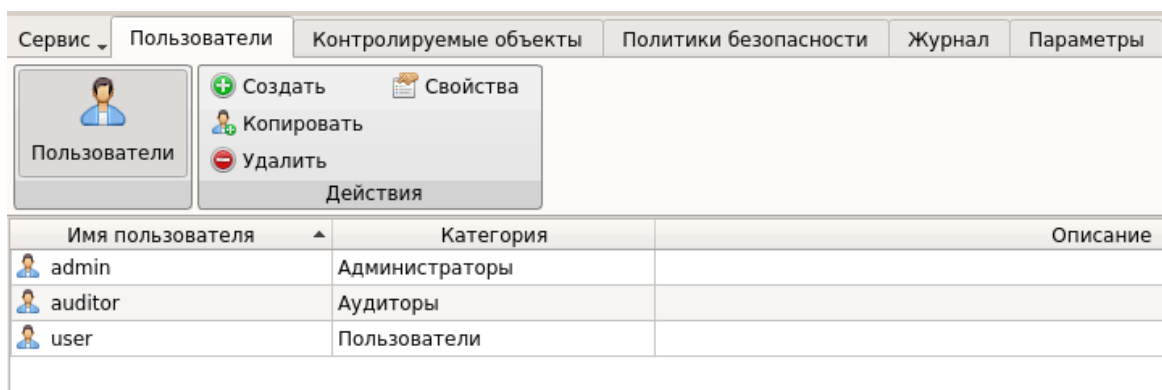 Сервис Пользователи Контролируемые объекты Политики безопасности Журнал Параметры
Создать Свойства
Копировать
Пользователи
Удалить
Действия
Имя пользователя Категория Описание
admin Администраторы
auditor Аудиторы
user Пользователи